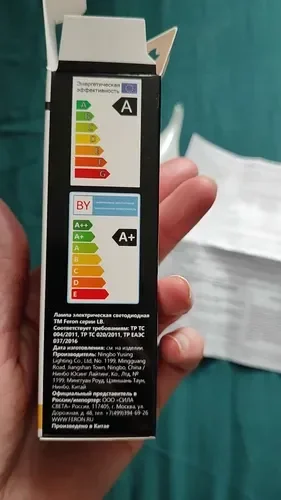 Энергетическая
эффективность
A
A
B
C
D
E
F
G
BY
A++
A+
A
B
C
D
E
A+
Лампа электрическая светодиодная
ТМ Feron серии LB
Соответствует требованиям: ТР ТС
004/2011, ТР ТС 020/2011, ТР ЕАЭС
037/2016
Дата изготовления: см. на изделии
Производитель: Ningbo Yusing
Lighting Co., Ltd, No. 1199, Mingguang
Road, Jiangshan Town, Ningbo, China /
Нинбо Юсинг Лайтинг, Ко., Лтд, №
1199, Мингуан Роуд, Цзяншань Таун,
Нинбо, Китай
Официальный представитель в
России/импортер: ООО «СИЛА
СВЕТА» Россия, 117405, г. Москва, ул.
Дорожная, д. 48, тел. +7(499)394-69-26
WWW.FERON.RU
Произведено в Китае